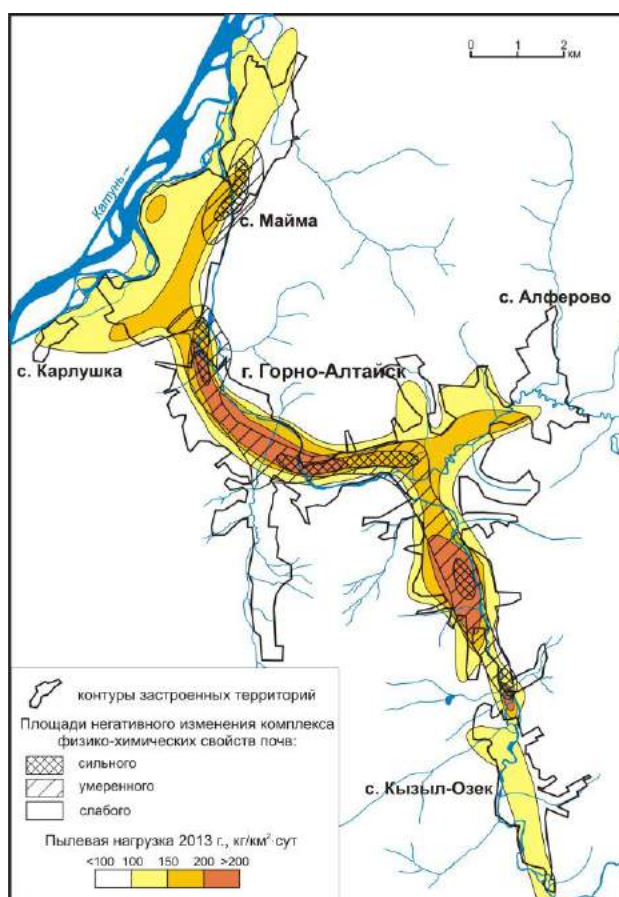 0 1 2
км
Катунь
с. Майма
с. Алферово
с. Карлушка
г. Горно-Алтайск
с. Кызыл-Озек
контуры застроенных территорий
Площади негативного изменения комплекса
физико-химических свойств почв:
сильного
умеренного
слабого
Пылевая нагрузка 2013 г., кг/км² сут
<100 100 150 200 >200